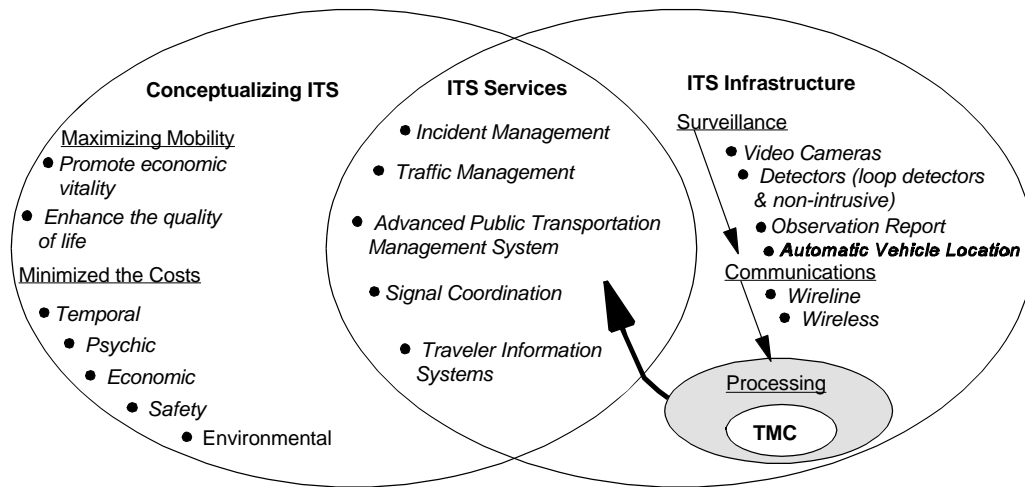 Conceptualizing ITS
Maximizing Mobility
● Promote economic
vitality
● Enhance the quality
of life
Minimized the Costs
● Temporal
● Psychic
● Economic
● Safety
● Environmental
ITS Services
● Incident Management
● Traffic Management
● Advanced Public Transportation
Management System
● Signal Coordination
● Traveler Information
Systems
ITS Infrastructure
Surveillance
● Video Cameras
● Detectors (loop detectors
& non-intrusive)
● Observation Report
● Automatic Vehicle Location
Communications
● Wireline
● Wireless
Processing
TMC